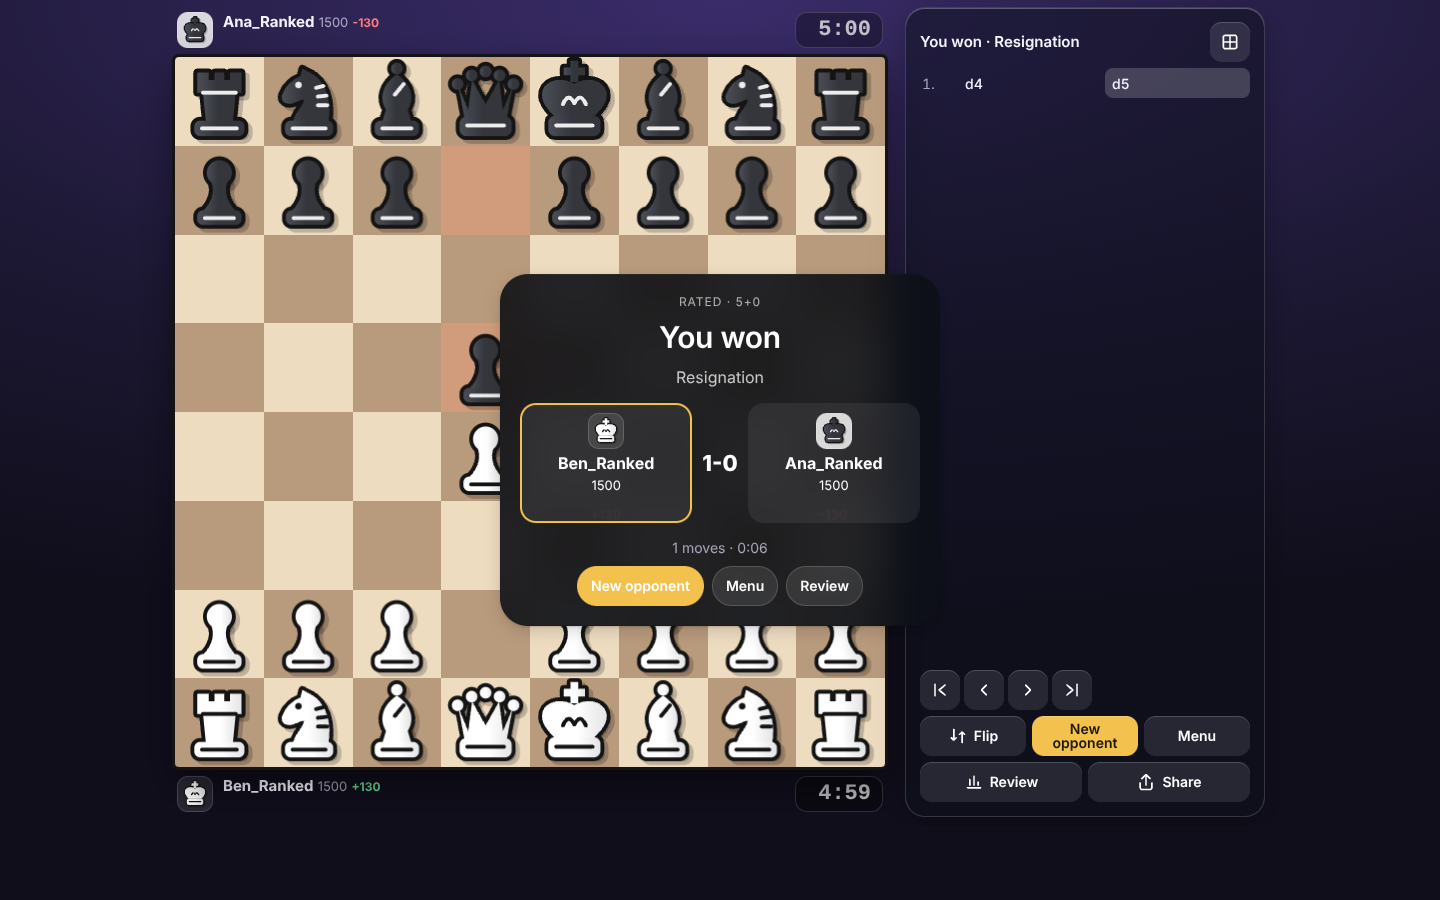 Ana_Ranked 1500 -130
5:00
You won · Resignation
1. d4 d5
RATED · 5+0
You won
Resignation
Ben_Ranked
1500
+130
1-0
Ana_Ranked
1500
-130
1 moves · 0:06
New opponent
Menu
Review
Flip
New
opponent
Menu
Review
Share
Ben_Ranked 1500 +130
4:59